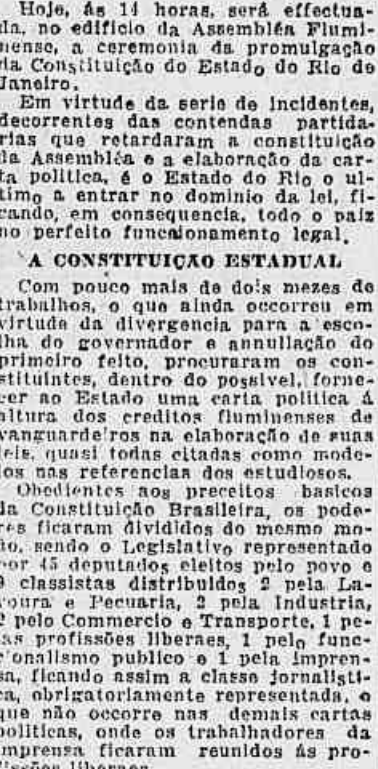 Hoje, ás 14 horas, será effectua-
da, no edificio da Assembléa Flumi-
nense, a ceremonia da promulgação
da Constituição do Estado do Rio de
Janeiro.
Em virtude da serie de incidentes,
decorrentes das contendas partida-
rias que retardaram a constituição
da Assembléa e a elaboração da car-
ta politica, é o Estado do Rio o ul-
timo a entrar no dominio da lei, fi-
cando, em consequencia, todo o paiz
no perfeito funccionamento legal.
A CONSTITUIÇÃO ESTADUAL
Com pouco mais de dois mezes de
trabalhos, o que ainda occorreu em
virtude da divergencia para a esco-
lha do governador e annullação do
primeiro feito, procuraram os con-
stituintes, dentro do possivel, forne-
cer ao Estado uma carta politica á
altura dos creditos fluminenses de
vanguardeiros na elaboração de suas
leis, quasi todas citadas como mode-
los nas referencias dos estudiosos.
Obedientes aos preceitos basicos
da Constituição Brasileira, os pode-
res ficaram divididos do mesmo mo-
do, sendo o Legislativo representado
por 45 deputados eleitos pelo povo e
9 classistas distribuidos 2 pela La-
voura e Pecuaria, 2 pela Industria,
2 pelo Commercio e Transporte, 1 pe-
las profissões liberaes, 1 pelo func-
cionalismo publico e 1 pela impren-
sa, ficando assim a classe jornalisti-
ca, obrigatoriamente representada, o
que não occorre nas demais cartas
politicas, onde os trabalhadores da
imprensa ficaram reunidos ás pro-
fissões liberaes